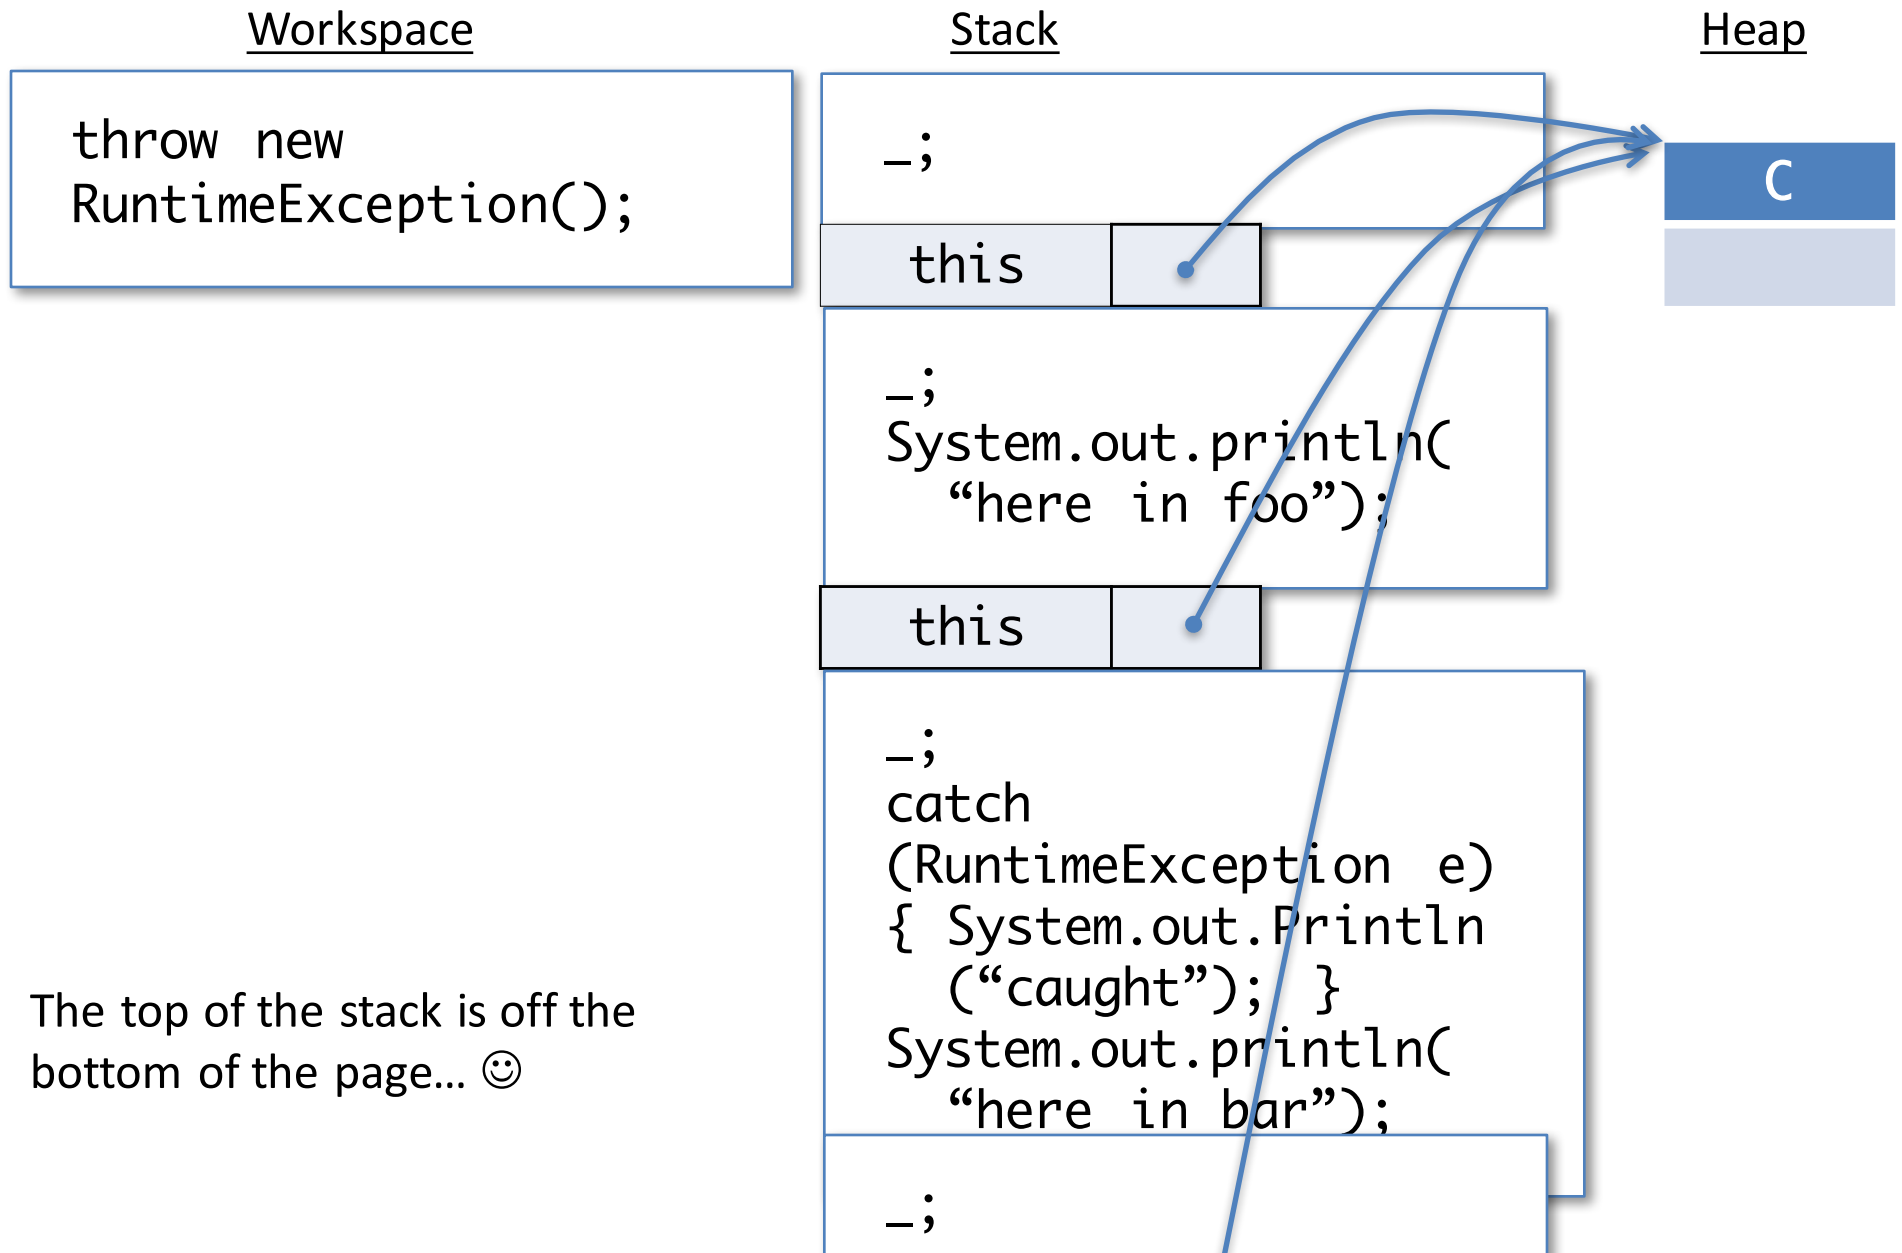 Workspace
Stack
Heap
throw new
RuntimeException();
_;
this
_;
System.out.println(
“here in foo”);
this
_;
catch
(RuntimeException e)
{ System.out.Println
(“caught”); }
System.out.println(
“here in bar”);
_;
C
The top of the stack is off the
bottom of the page… ☺